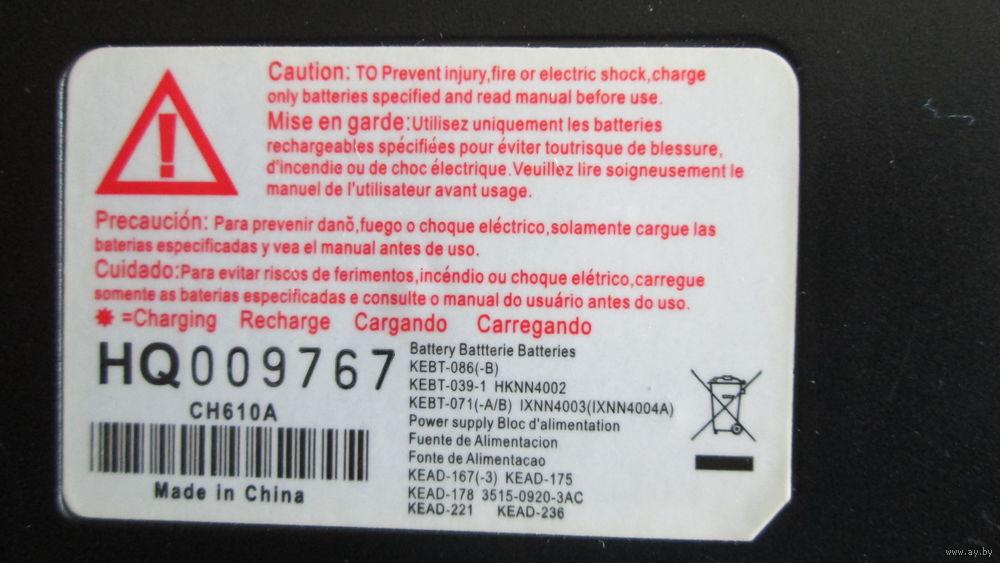 Caution: TO Prevent injury,fire or electric shock,charge
only batteries specified and read manual before use.
Mise en garde:Utilisez uniquement les batteries
rechargeables spécifiées pour éviter toutrisque de blessure,
d'incendie ou de choc électrique.Veuillez lire soigneusement le
manuel de l'utilisateur avant usage.
Precaución: Para prevenir danŏ,fuego o choque eléctrico,solamente cargue las
baterias especificadas y vea el manual antes de uso.
Cuidado:Para evitar riscos de ferimentos,incéndio ou choque elétrico,carregue
somente as baterias especificadas e consulte o manual do usuário antes do uso.
=Charging Recharge Cargando Carregando
HQ009767
CH610A
Made in China
Battery Battterie Batteries
KEBT-086(-B)
KEBT-039-1 HKNN4002
KEBT-071(-A/B) IXNN4003(IXNN4004A)
Power supply Bloc d'alimentation
Fuente de Alimentacion
Fonte de Alimentacao
KEAD-167(-3) KEAD-175
KEAD-178 3515-0920-3AC
KEAD-221 KEAD-236
www.ay.by